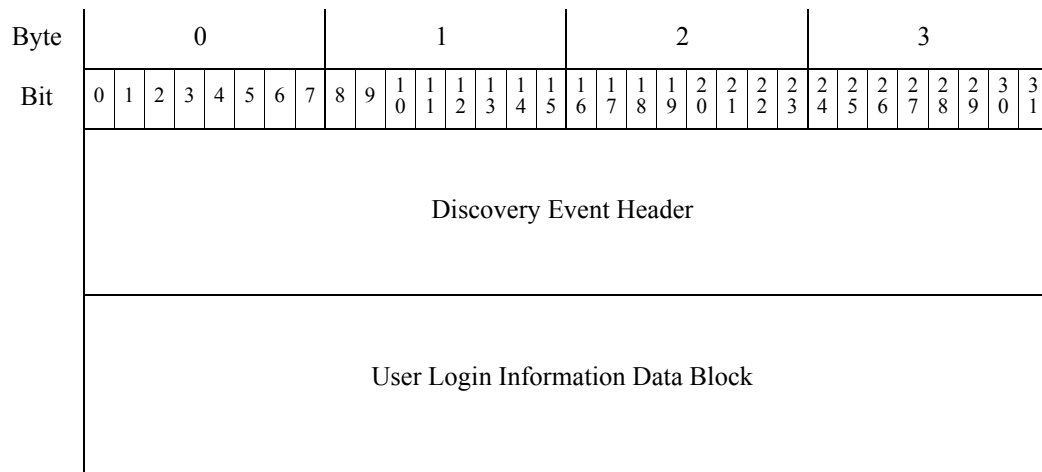 Byte 0 1 2 3
Bit 0 1 2 3 4 5 6 7 8 9 10 11 12 13 14 15 16 17 18 19 20 21 22 23 24 25 26 27 28 29 30 31
Discovery Event Header
User Login Information Data Block